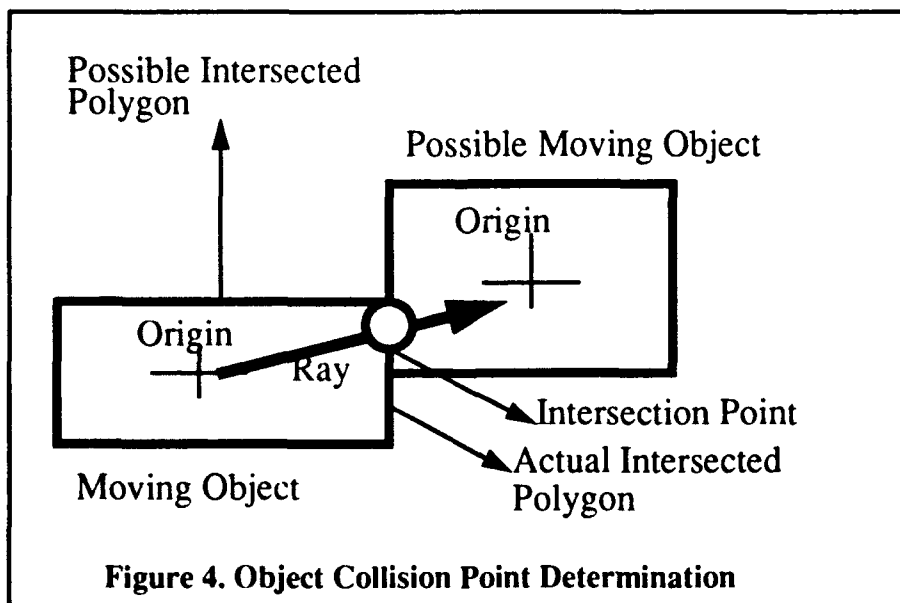 Possible Intersected
Polygon
Possible Moving Object
Origin
Origin
Ray
Intersection Point
Actual Intersected
Polygon
Moving Object
Figure 4. Object Collision Point Determination